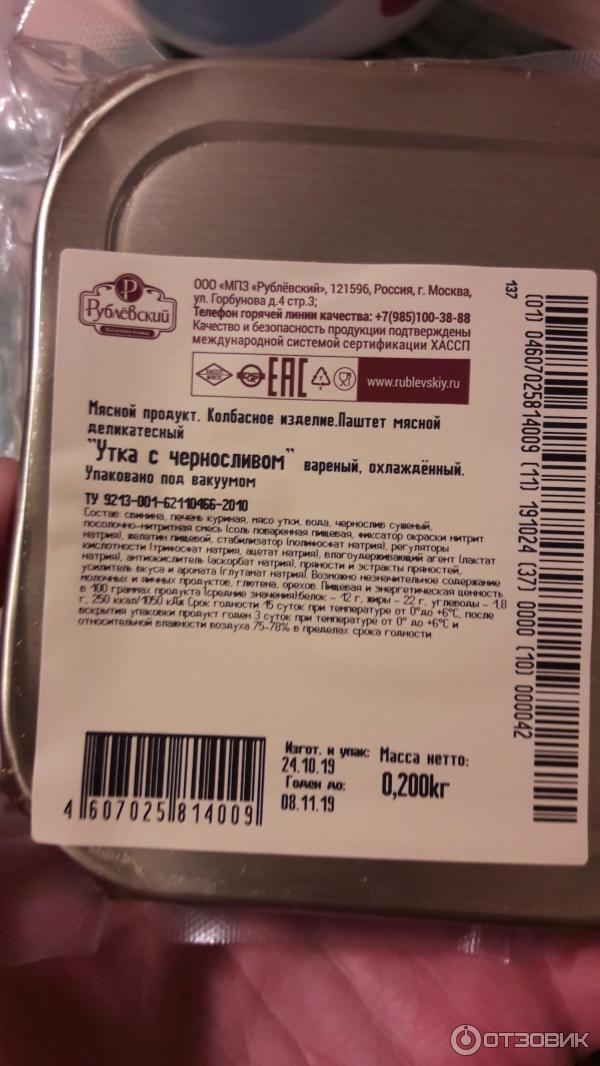 Рублёвский
ООО «МПЗ «Рублёвский», 121596, Россия, г. Москва,
ул. Горбунова д.4 стр.3;
Телефон горячей линии качества: +7(985)100-38-88
Качество и безопасность продукции подтверждены
международной системой сертификации ХАССП
EAC
www.rublevskiy.ru
Мясной продукт. Колбасное изделие.Паштет мясной
деликатесный
"Утка с черносливом" вареный, охлаждённый.
Упаковано под вакуумом
ТУ 9213-001-62110466-2010
Состав: свинина, печень куриная, мясо утки, вода, чернослив сушеный,
посолочно-нитритная смесь (соль поваренная пищевая, фиксатор окраски нитрит
натрия), желатин пищевой, стабилизатор (полифосфат натрия), регуляторы
кислотности (трифосфат натрия, ацетат натрия), влагоудерживающий агент (лактат
натрия), антиокислитель (аскорбат натрия), пряности и эстракты пряностей,
усилитель вкуса и аромата (глутанат натрия). Возможно незначительное содержание
молочных и яичных продуктов, глютена, орехов. Пищевая и энергетическая ценность
в 100 граммах продукта (средние значения):белок - 12 г, жиры - 22 г, углеводы - 1,8
г, 250 ккал/1050 кДж Срок годности 15 суток при температуре от 0° до +6°С, после
вскрытия упаковки продукт годен 3 суток при температуре от 0° до +6°С и
относительной влажности воздуха 75-78% в пределах срока годности.
Изгот. и упак:
24.10.19
Годен до:
08.11.19
Масса нетто:
0,200кг
4 607025 814009
137
(01) 04607025814009 (11) 191024 (37) 0000 (10) 000042
ОТЗОВИК